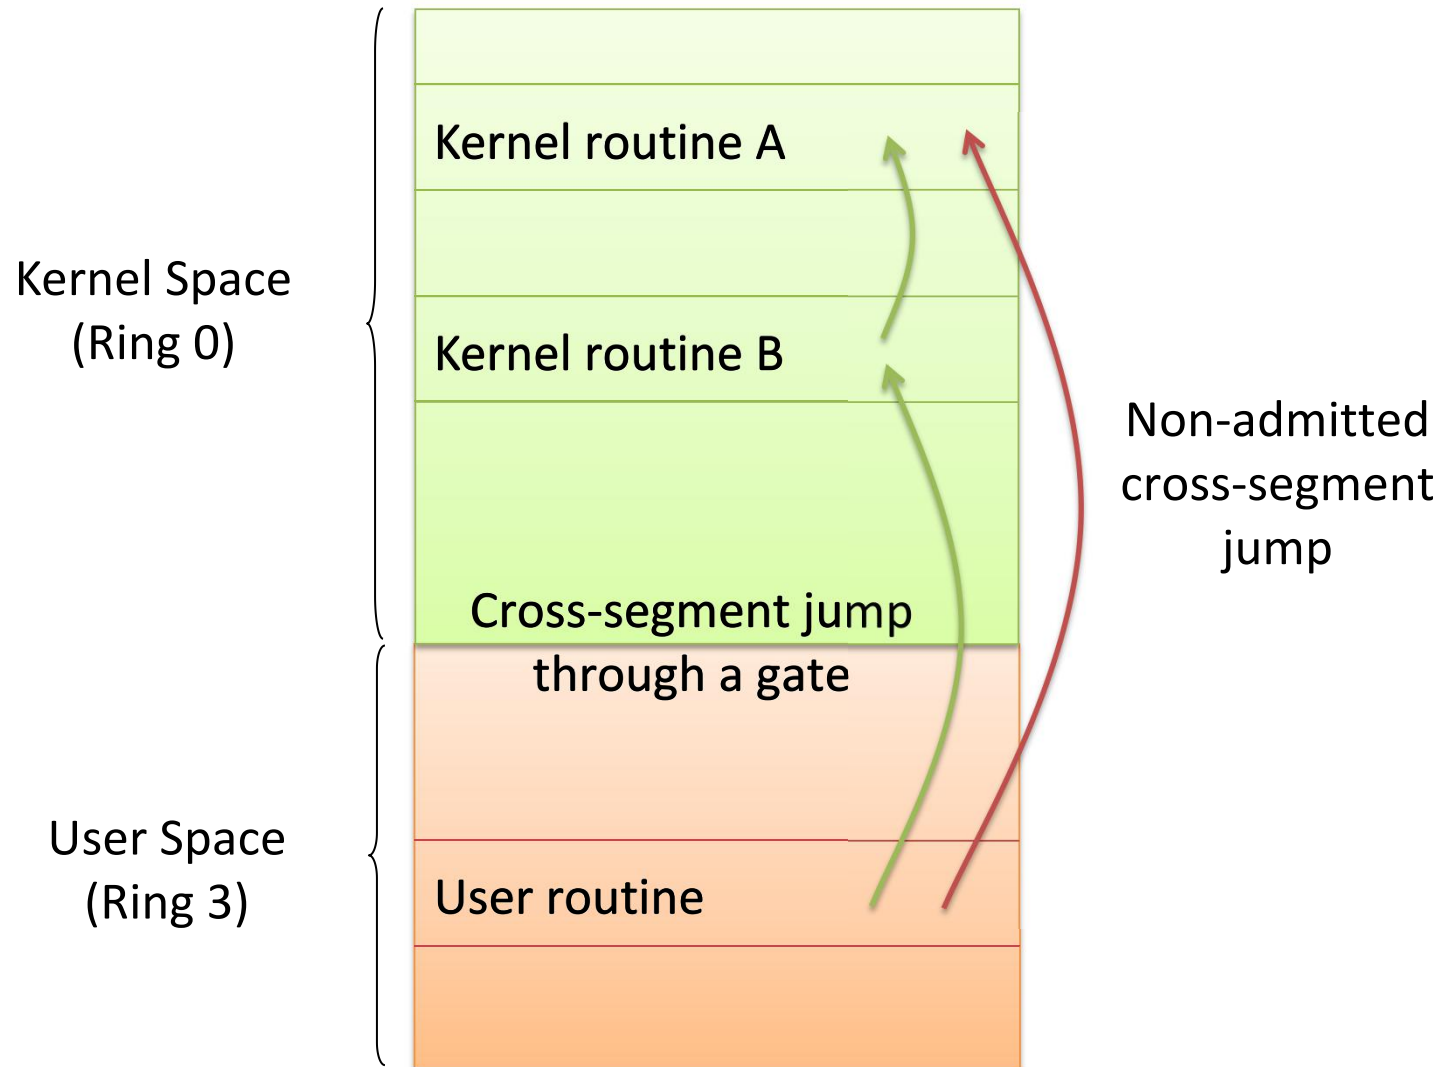 Kernel routine A
Kernel Space
(Ring 0)
Kernel routine B
Non-admitted
cross-segment
jump
Cross-segment jump
through a gate
User Space
(Ring 3)
User routine